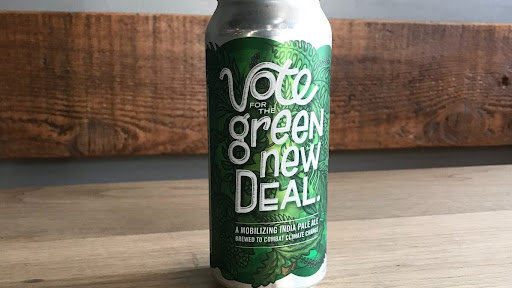 Vote
FOR
THE
green
new
DEAL.
A MOBILIZING INDIA PALE ALE
BREWED TO COMBAT CLIMATE CHANGE